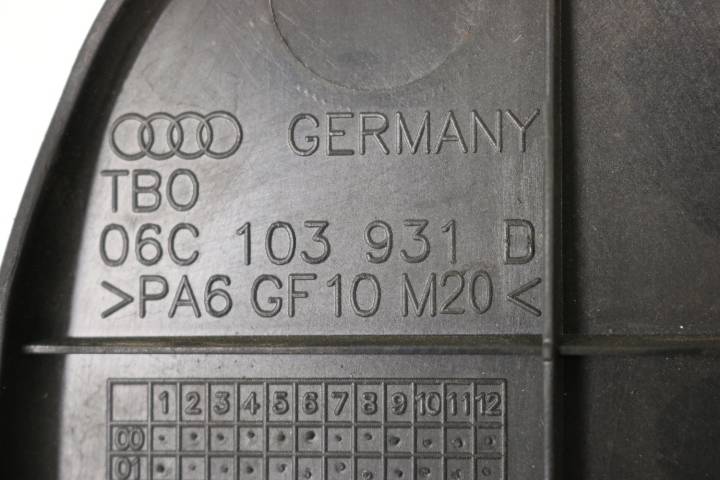 GERMANY
TBO
06C 103 931 D
>PA6 GF10 M20<
1 2 3 4 5 6 7 8 9 10 11 12
00
01